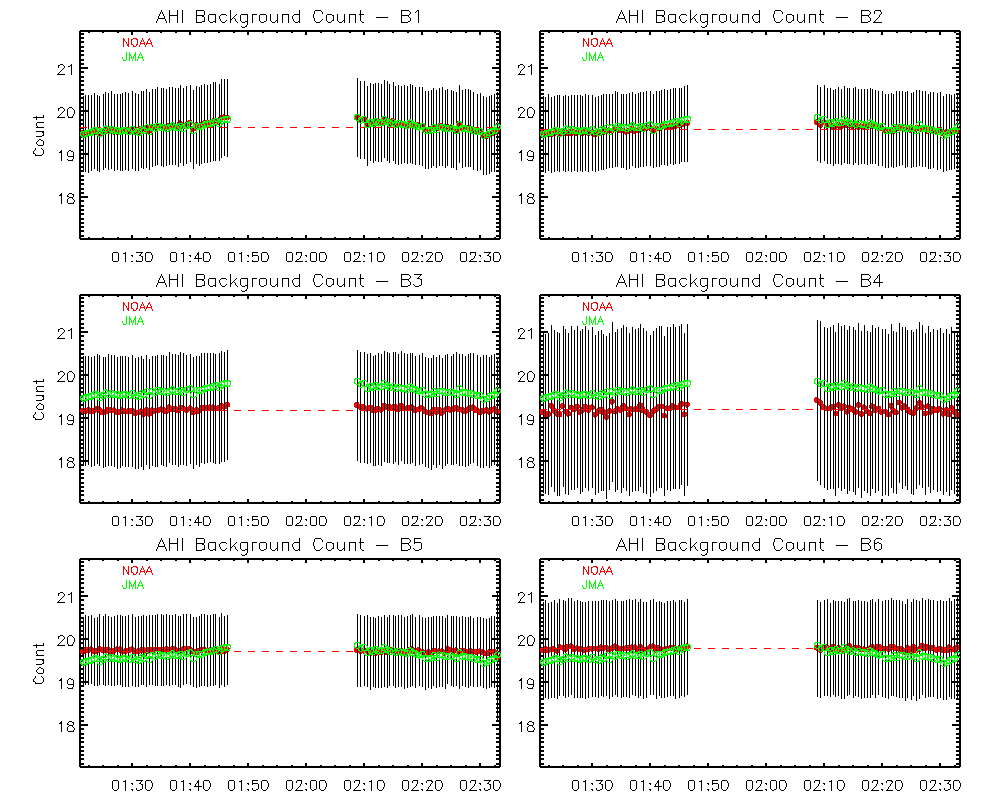 AHI Background Count - B1
NOAA
JMA
21
20
19
18
Count
01:30 01:40 01:50 02:00 02:10 02:20 02:30
AHI Background Count - B2
NOAA
JMA
21
20
19
18
01:30 01:40 01:50 02:00 02:10 02:20 02:30
AHI Background Count - B3
NOAA
JMA
21
20
19
18
Count
01:30 01:40 01:50 02:00 02:10 02:20 02:30
AHI Background Count - B4
NOAA
JMA
21
20
19
18
01:30 01:40 01:50 02:00 02:10 02:20 02:30
AHI Background Count - B5
NOAA
JMA
21
20
19
18
Count
01:30 01:40 01:50 02:00 02:10 02:20 02:30
AHI Background Count - B6
NOAA
JMA
21
20
19
18
01:30 01:40 01:50 02:00 02:10 02:20 02:30